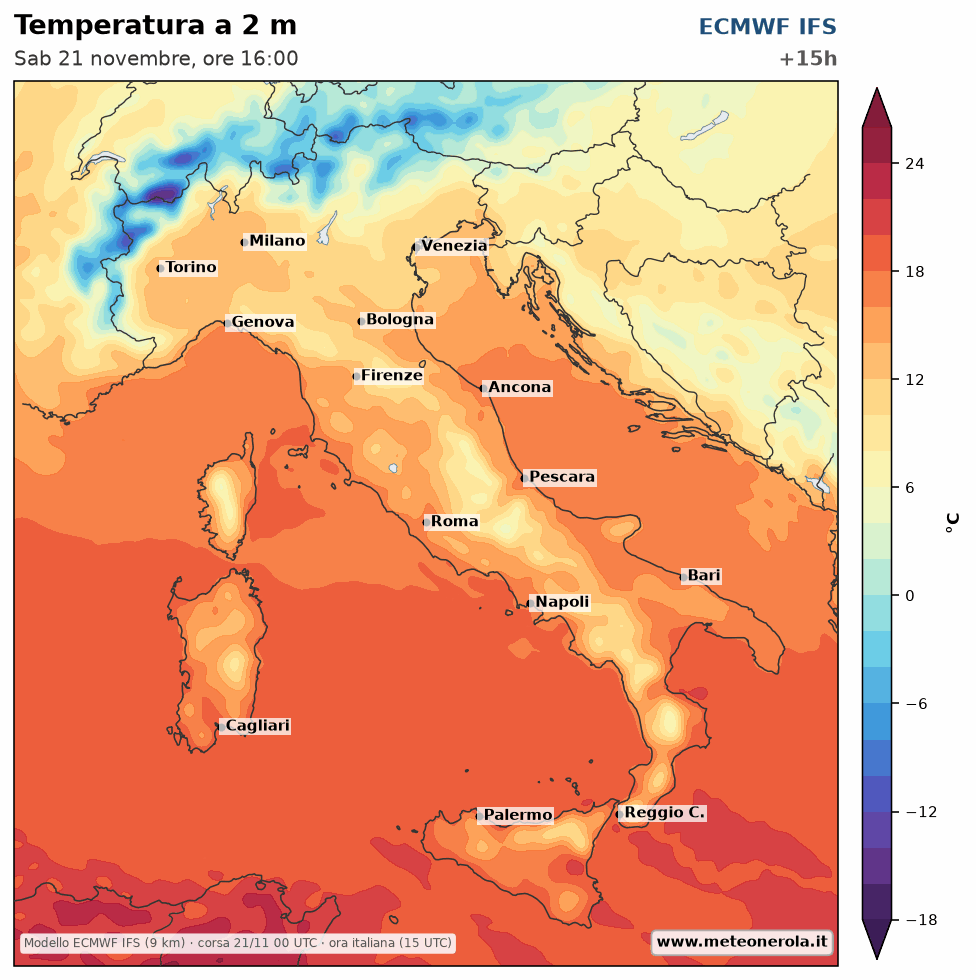 Temperatura a 2 m
ECMWF IFS
Sab 21 novembre, ore 16:00
+15h
Milano
Venezia
Torino
Genova
Bologna
Firenze
Ancona
Pescara
Roma
Bari
Napoli
Cagliari
Palermo
Reggio C.
24
18
12
6
0
−6
−12
−18
°C
Modello ECMWF IFS (9 km) · corsa 21/11 00 UTC · ora italiana (15 UTC)
www.meteonerola.it